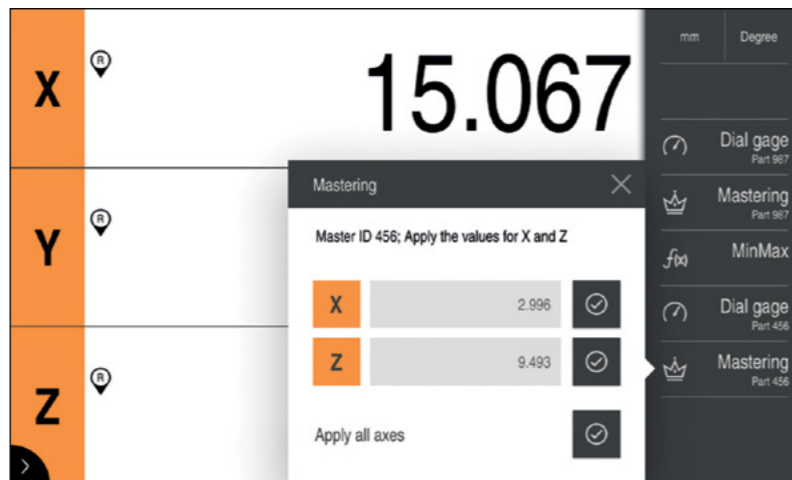 mm Degree
X R 15.067
Dial gage
Part 987
Mastering
Part 987
Mastering
Master ID 456; Apply the values for X and Z
Y R
f(x) MinMax
X 2.996
Dial gage
Part 456
Z 9.493
Mastering
Part 456
Z R
Apply all axes